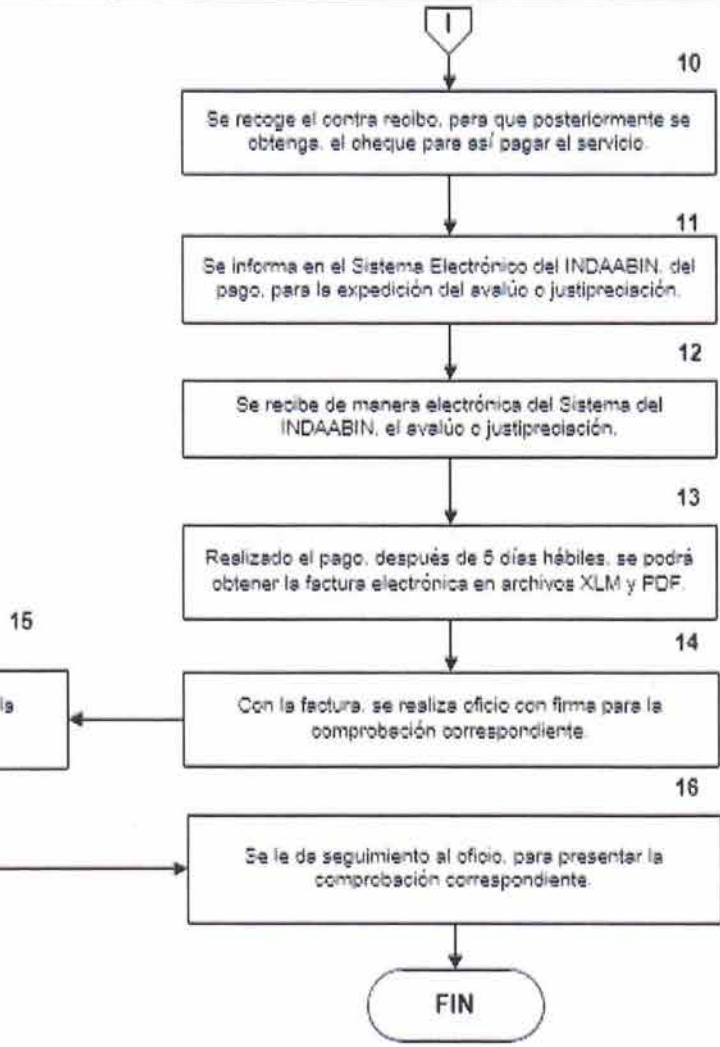 I
10
Se recoge el contra recibo, para que posteriormente se
obtenga, el cheque para así pagar el servicio.
11
Se informa en el Sistema Electrónico del INDAABIN, del
pago, para la expedición del avalúo o justipreciación.
12
Se recibe de manera electrónica del Sistema del
INDAABIN, el avalúo o justipreciación.
13
Realizado el pago, después de 5 días hábiles, se podrá
obtener la factura electrónica en archivos XLM y PDF.
15
la
14
Con la factura, se realiza oficio con firma para la
comprobación correspondiente.
16
Se le da seguimiento al oficio, para presentar la
comprobación correspondiente.
FIN